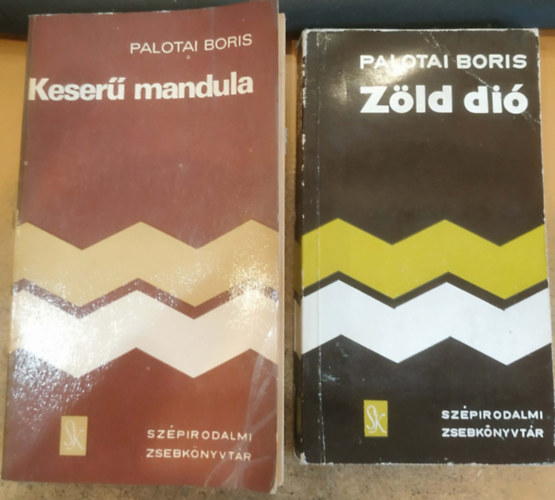 PALOTAI BORIS
Keserű mandula
SK
SZÉPIRODALMI
ZSEBKÖNYVTÁR
PALOTAI BORIS
Zöld dió
SK
SZÉPIRODALMI
ZSEBKÖNYVTÁR